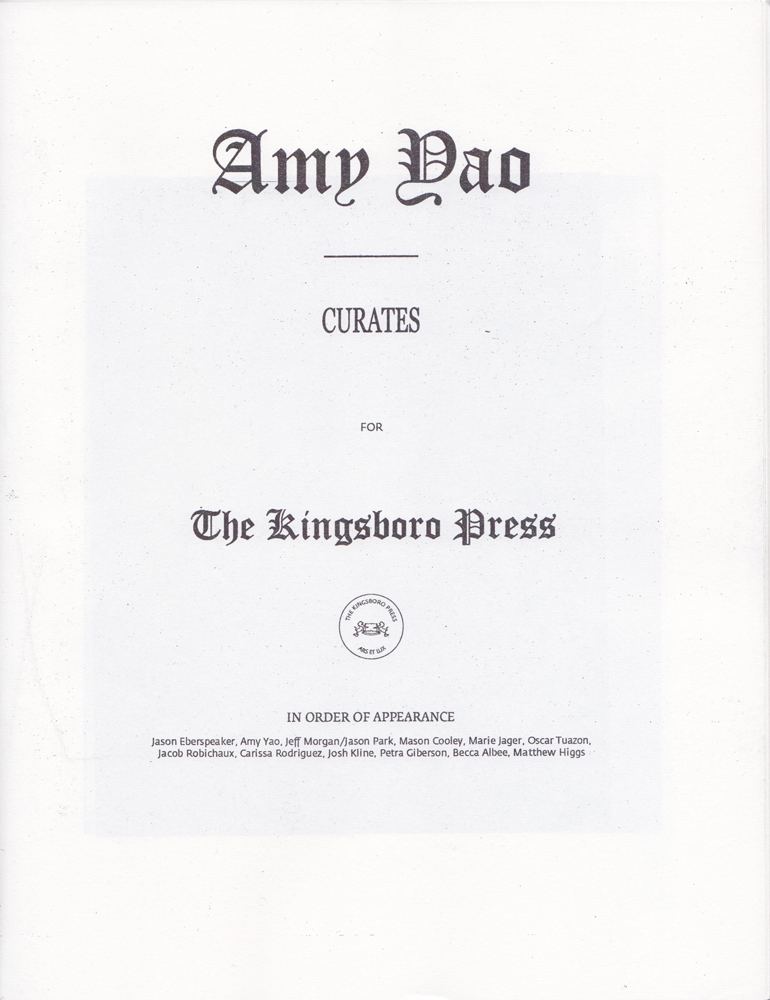 Amy Yao
CURATES
FOR
The Kingsboro Press
THE KINGSBORO PRESS
ARS ET LUX
IN ORDER OF APPEARANCE
Jason Eberspeaker, Amy Yao, Jeff Morgan/Jason Park, Mason Cooley, Marie Jager, Oscar Tuazon,
Jacob Robichaux, Carissa Rodriguez, Josh Kline, Petra Giberson, Becca Albee, Matthew Higgs